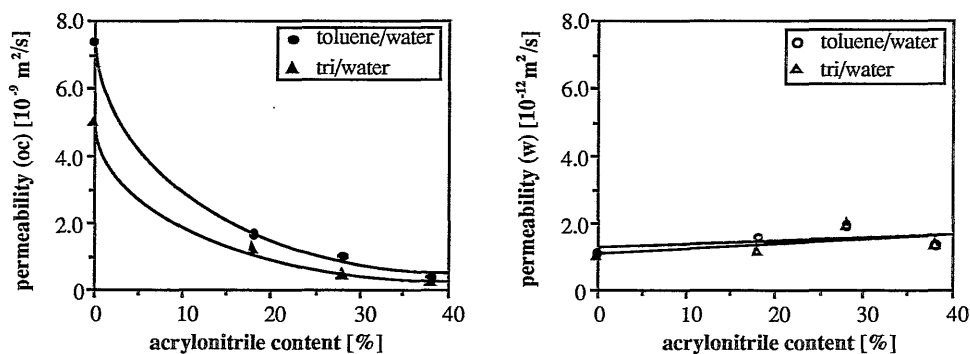 permeability (oc) [10⁻⁹ m²/s]
8.0
6.0
4.0
2.0
0
toluene/water
tri/water
0 10 20 30 40
acrylonitrile content [%]
permeability (w) [10⁻¹² m²/s]
8.0
6.0
4.0
2.0
0
toluene/water
tri/water
0 10 20 30 40
acrylonitrile content [%]